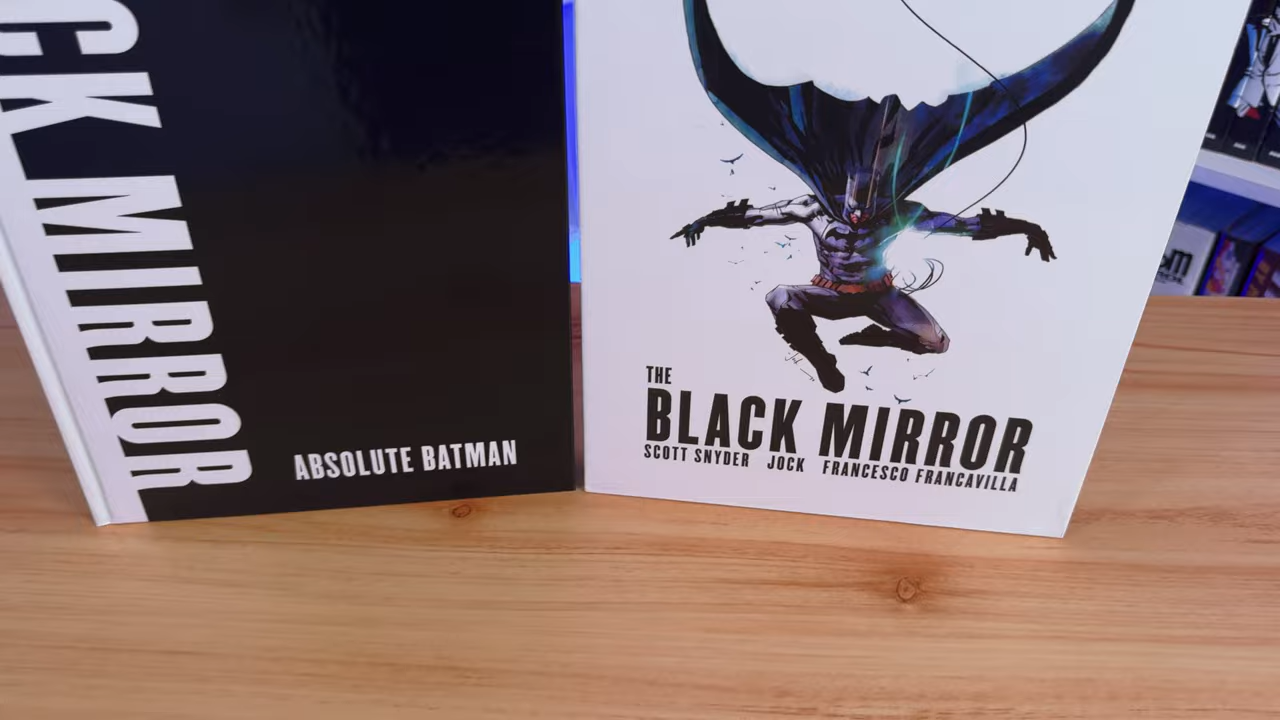 CK MIRROR
ABSOLUTE BATMAN
THE
BLACK MIRROR
SCOTT SNYDER JOCK FRANCESCO FRANCAVILLA